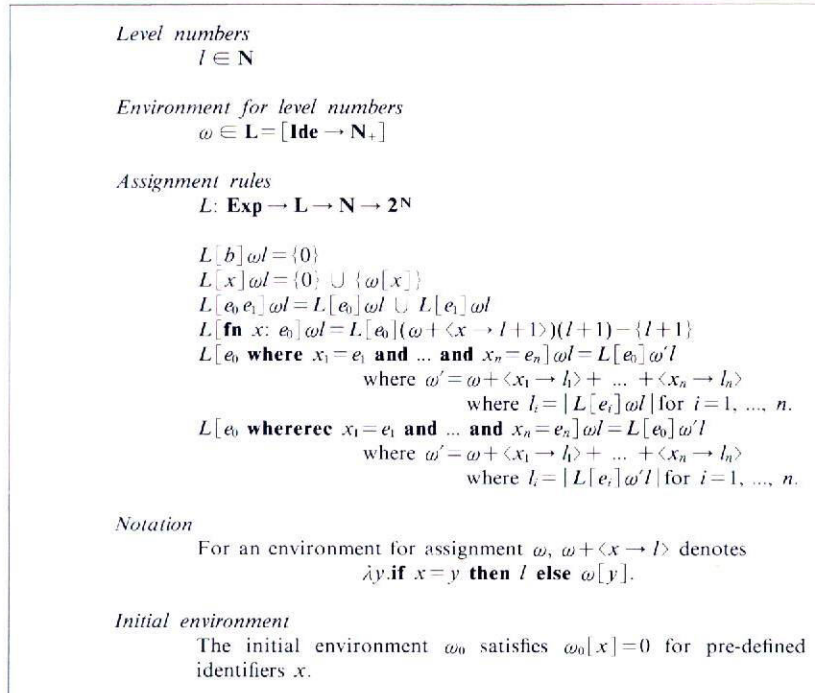 Level numbers
l ∈ N
Environment for level numbers
ω ∈ L = [Ide → N₊]
Assignment rules
L: Exp → L → N → 2ᴺ
L[b]ωl = {0}
L[x]ωl = {0} ∪ {ω[x]}
L[e₀e₁]ωl = L[e₀]ωl ∪ L[e₁]ωl
L[fn x: e₀]ωl = L[e₀](ω + <x → l+1>)(l+1) − {l+1}
L[e₀ where x₁ = e₁ and ... and xₙ = eₙ]ωl = L[e₀]ω′l
where ω′ = ω + <x₁ → l₁> + ... + <xₙ → lₙ>
where lᵢ = |L[eᵢ]ωl| for i = 1, ..., n.
L[e₀ whererec x₁ = e₁ and ... and xₙ = eₙ]ωl = L[e₀]ω′l
where ω′ = ω + <x₁ → l₁> + ... + <xₙ → lₙ>
where lᵢ = |L[eᵢ]ω′l| for i = 1, ..., n.
Notation
For an environment for assignment ω, ω + <x → l> denotes
λy.if x = y then l else ω[y].
Initial environment
The initial environment ω₀ satisfies ω₀[x] = 0 for pre-defined
identifiers x.